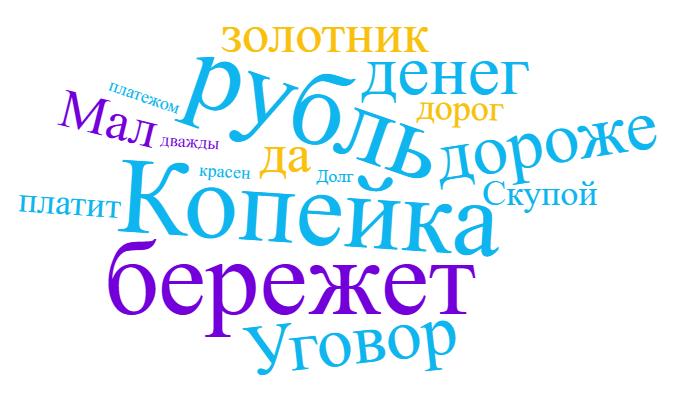 золотник
рубль
денег
платежом
Мал
дважды
дорог
дороже
да
красен
Долг
Скупой
платит
Копейка
бережет
Уговор